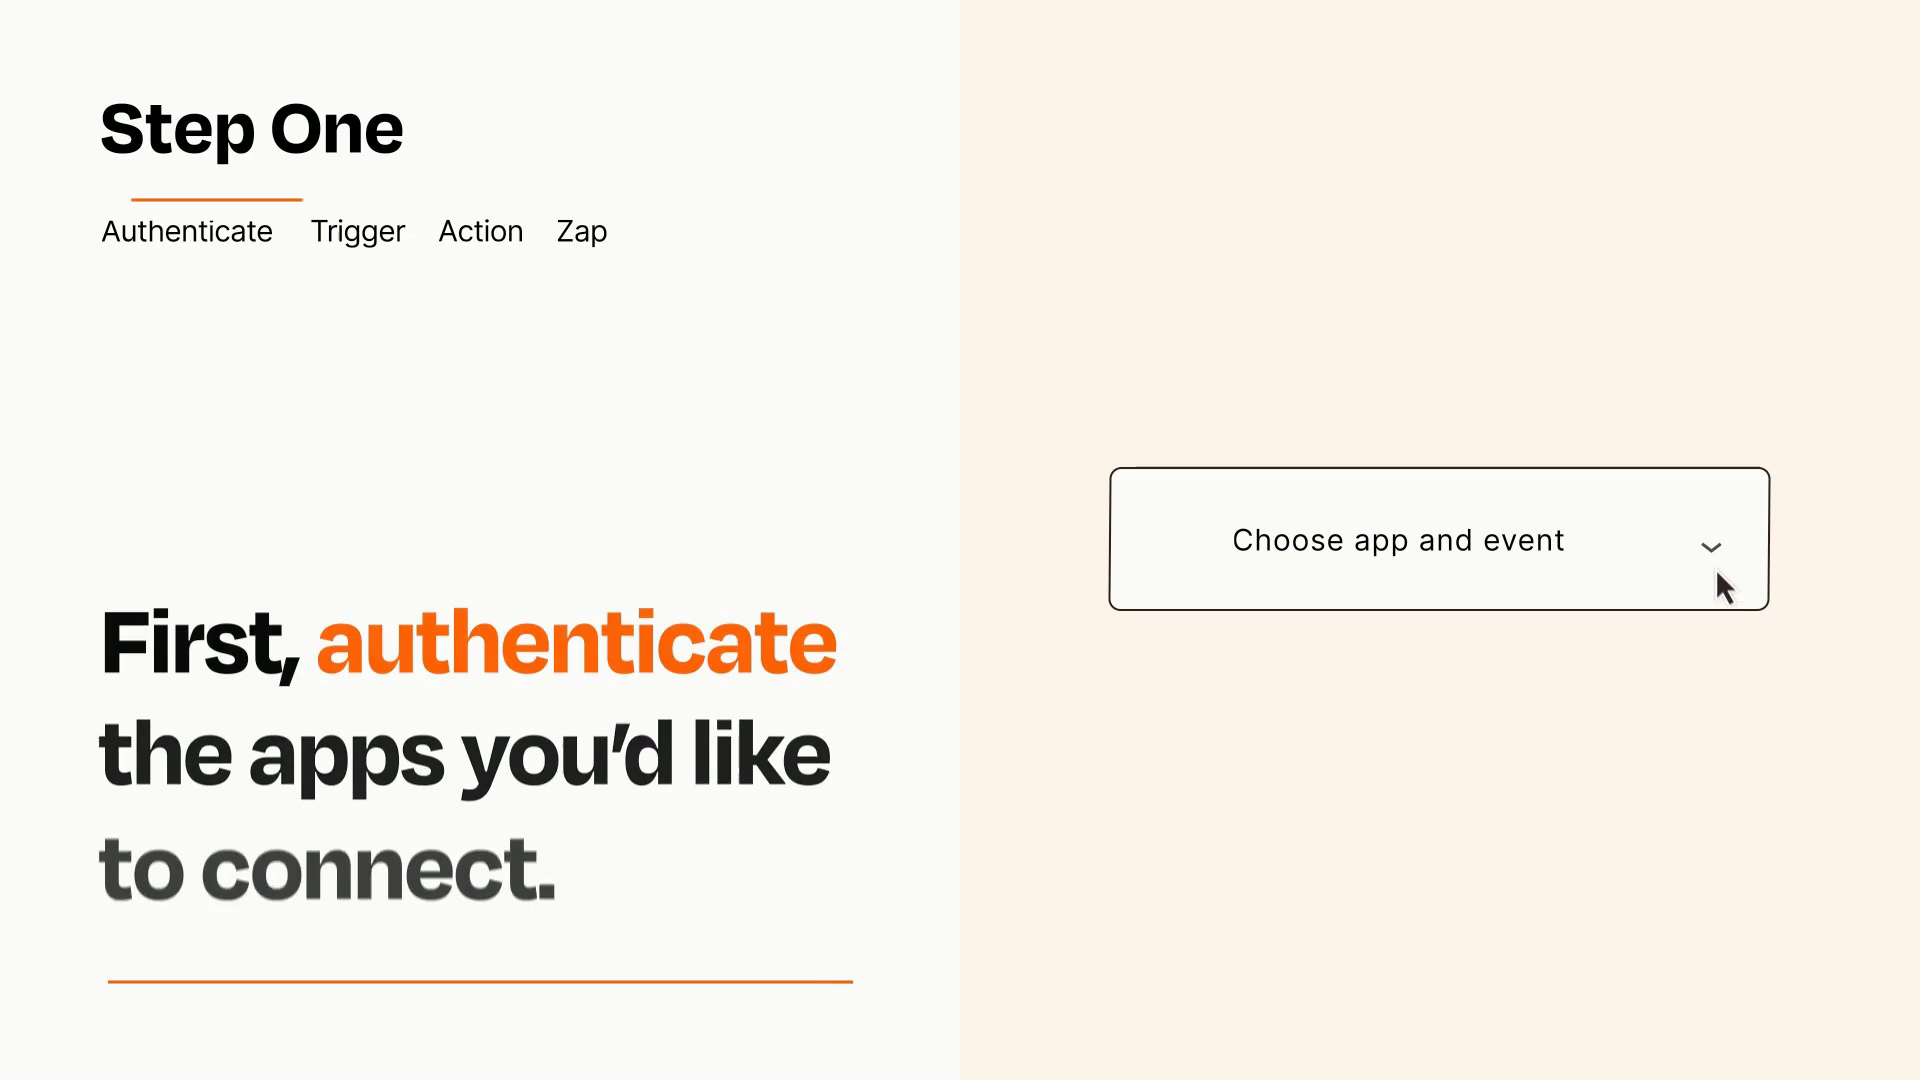 Step One
Authenticate Trigger Action Zap
First, authenticate
the apps you’d like
to connect.
Choose app and event